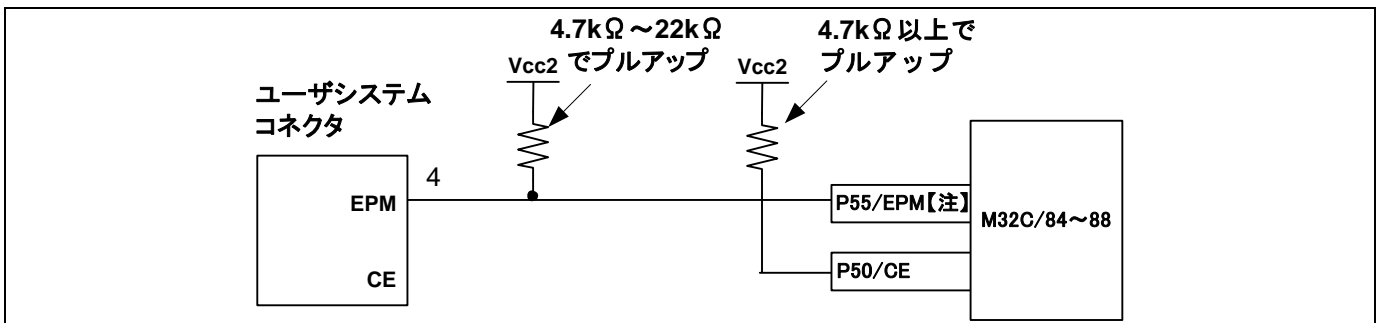 4.7kΩ～22kΩ
でプルアップ
Vcc2
4.7kΩ以上で
プルアップ
Vcc2
ユーザシステム
コネクタ
EPM
4
CE
P55/EPM【注】
P50/CE
M32C/84～88